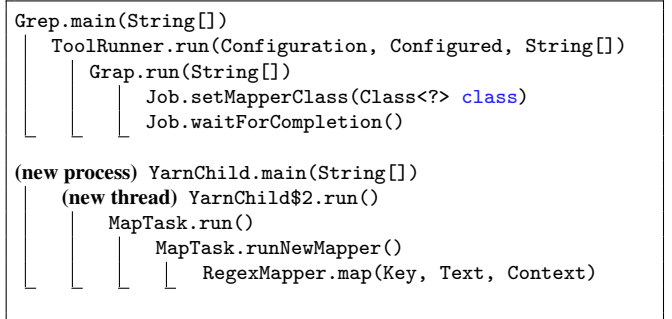 Grep.main(String[])
ToolRunner.run(Configuration, Configured, String[])
Grap.run(String[])
Job.setMapperClass(Class<?> class)
Job.waitForCompletion()
(new process) YarnChild.main(String[])
(new thread) YarnChild$2.run()
MapTask.run()
MapTask.runNewMapper()
RegexMapper.map(Key, Text, Context)